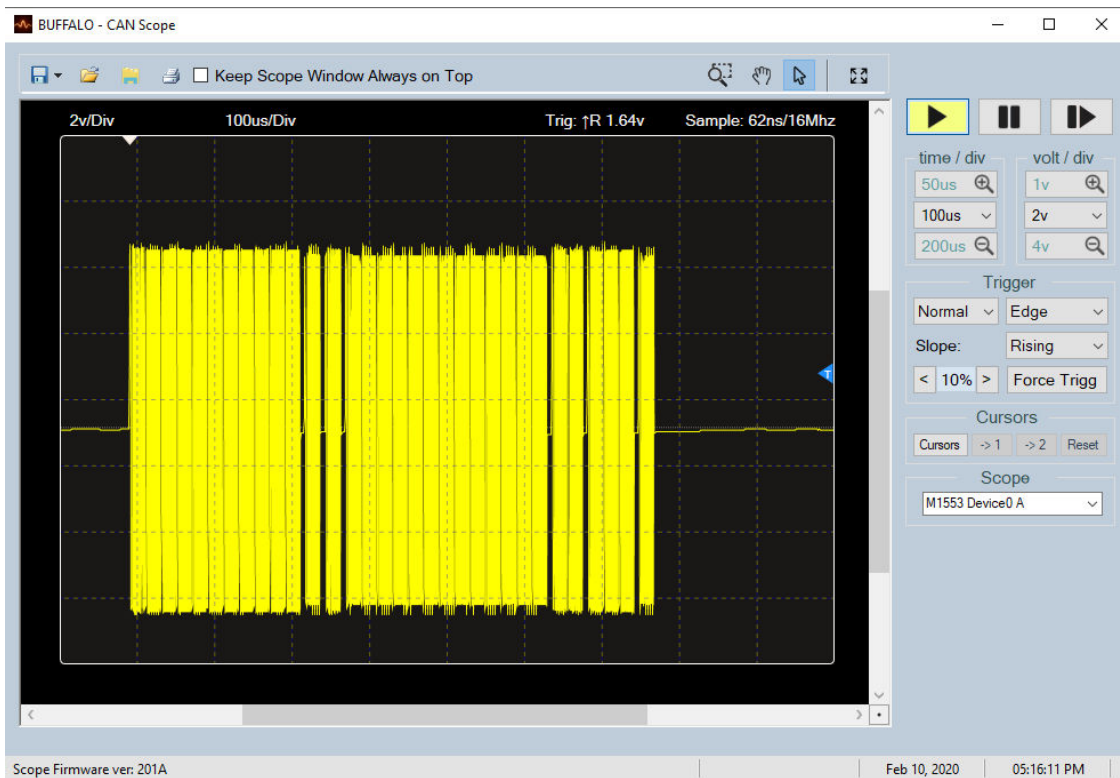 BUFFALO - CAN Scope
Keep Scope Window Always on Top
2v/Div 100us/Div Trig: ↑R 1.64v Sample: 62ns/16Mhz
time / div volt / div
50us 1v
100us 2v
200us 4v
Trigger
Normal Edge
Slope: Rising
< 10% > Force Trigg
Cursors
Cursors -> 1 -> 2 Reset
Scope
M1553 Device0 A
T
Scope Firmware ver: 201A Feb 10, 2020 05:16:11 PM